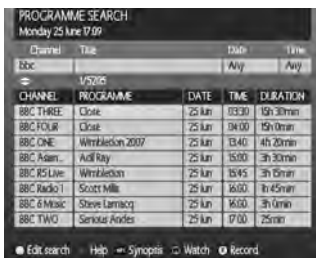 PROGRAMME SEARCH
Monday 25 June 17.09
Channel Title Date Time
bbc Any Any
1/5205
CHANNEL PROGRAMME DATE TIME DURATION
BBC THREE Close 25 Jun 03:30 15h 30min
BBC FOUR Close 25 Jun 04:00 15h 0min
BBC ONE Wimbledon 2007 25 Jun 13.40 4h 20min
BBC Asian... Adil Ray 25 Jun 15.00 3h 30min
BBC R5 Live Wimbledon 25 Jun 15.45 3h 15min
BBC Radio 1 Scott Mills 25 Jun 16.00 1h 45min
BBC 6 Music Steve Lamacq 25 Jun 16.00 3h 0min
BBC TWO Serious Andes 25 Jun 17.00 25min
Edit search Help Synopsis Watch Record